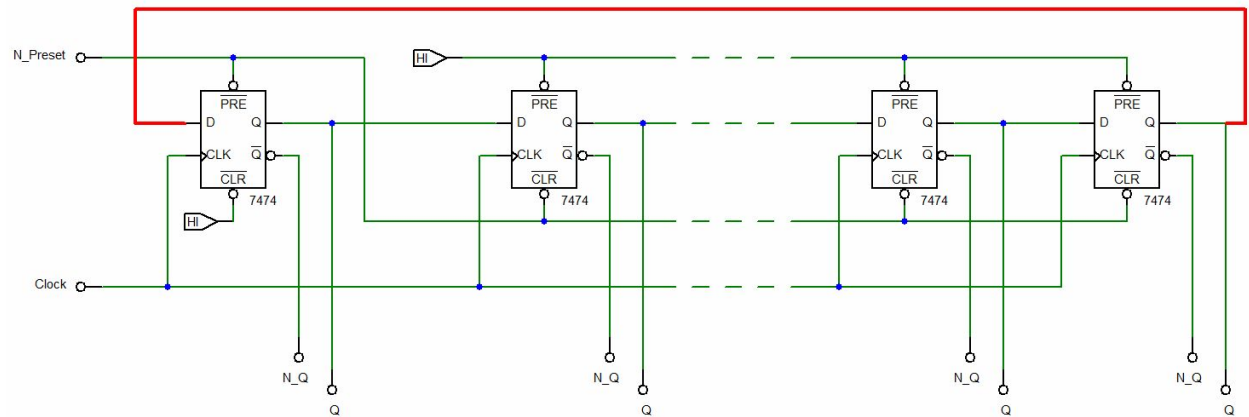 N_Preset
HI
PRE
PRE
PRE
PRE
D
Q
D
Q
D
Q
D
Q
CLK
Q
CLK
Q
CLK
Q
CLK
Q
CLR
CLR
CLR
CLR
7474
7474
7474
7474
HI
Clock
N_Q
N_Q
N_Q
N_Q
Q
Q
Q
Q